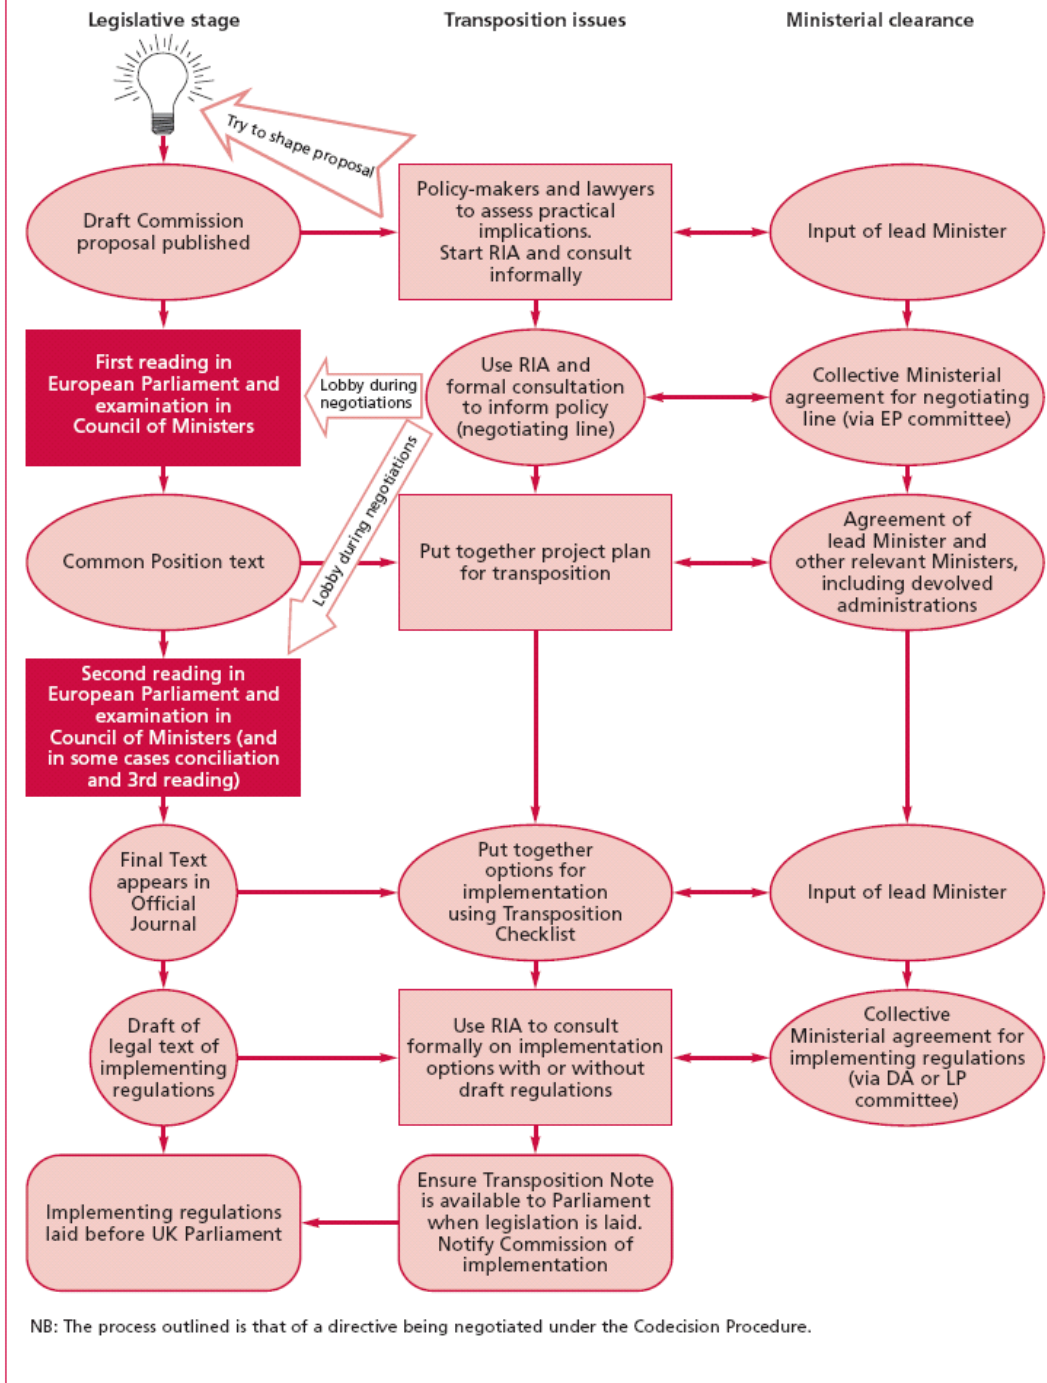 Legislative stage
Transposition issues
Ministerial clearance
Try to shape proposal
Draft Commission
proposal published
Policy-makers and lawyers
to assess practical
implications.
Start RIA and consult
informally
Input of lead Minister
First reading in
European Parliament and
examination in
Council of Ministers
Lobby during
negotiations
Use RIA and
formal consultation
to inform policy
(negotiating line)
Collective Ministerial
agreement for negotiating
line (via EP committee)
Lobby during negotiations
Common Position text
Put together project plan
for transposition
Agreement of
lead Minister and
other relevant Ministers,
including devolved
administrations
Second reading in
European Parliament and
examination in
Council of Ministers (and
in some cases conciliation
and 3rd reading)
Final Text
appears in
Official
Journal
Put together
options for
implementation
using Transposition
Checklist
Input of lead Minister
Draft of
legal text of
implementing
regulations
Use RIA to consult
formally on implementation
options with or without
draft regulations
Collective
Ministerial agreement for
implementing regulations
(via DA or LP
committee)
Implementing regulations
laid before UK Parliament
Ensure Transposition Note
is available to Parliament
when legislation is laid.
Notify Commission of
implementation
NB: The process outlined is that of a directive being negotiated under the Codecision Procedure.